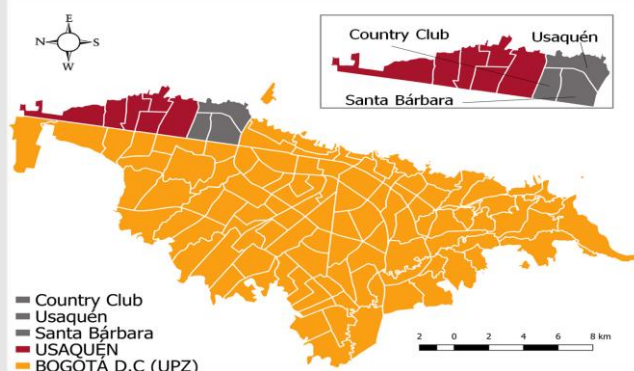 E
N S
W
Country Club
Usaquén
Santa Bárbara
Country Club
Usaquén
Santa Bárbara
USAQUÉN
BOGOTÁ D.C (UPZ)
2 0 2 4 6 8 km